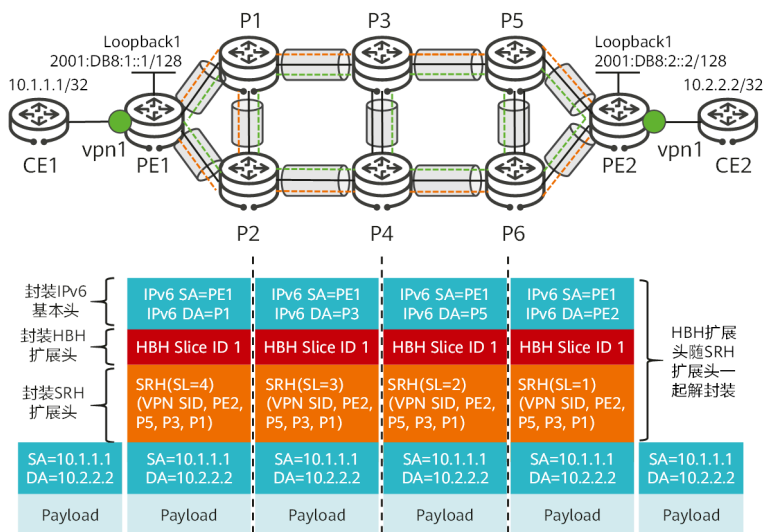 P1
P3
P5
Loopback1
2001:DB8:1::1/128
Loopback1
2001:DB8:2::2/128
10.1.1.1/32
10.2.2.2/32
vpn1
vpn1
CE1
PE1
PE2
CE2
P2
P4
P6
封装IPv6
基本头
IPv6 SA=PE1
IPv6 DA=P1
IPv6 SA=PE1
IPv6 DA=P3
IPv6 SA=PE1
IPv6 DA=P5
IPv6 SA=PE1
IPv6 DA=PE2
封装HBH
扩展头
HBH Slice ID 1
HBH Slice ID 1
HBH Slice ID 1
HBH Slice ID 1
HBH扩展
头随SRH
扩展头一
起解封装
封装SRH
扩展头
SRH(SL=4)
(VPN SID, PE2,
P5, P3, P1)
SRH(SL=3)
(VPN SID, PE2,
P5, P3, P1)
SRH(SL=2)
(VPN SID, PE2,
P5, P3, P1)
SRH(SL=1)
(VPN SID, PE2,
P5, P3, P1)
SA=10.1.1.1
DA=10.2.2.2
SA=10.1.1.1
DA=10.2.2.2
SA=10.1.1.1
DA=10.2.2.2
SA=10.1.1.1
DA=10.2.2.2
SA=10.1.1.1
DA=10.2.2.2
SA=10.1.1.1
DA=10.2.2.2
Payload
Payload
Payload
Payload
Payload
Payload